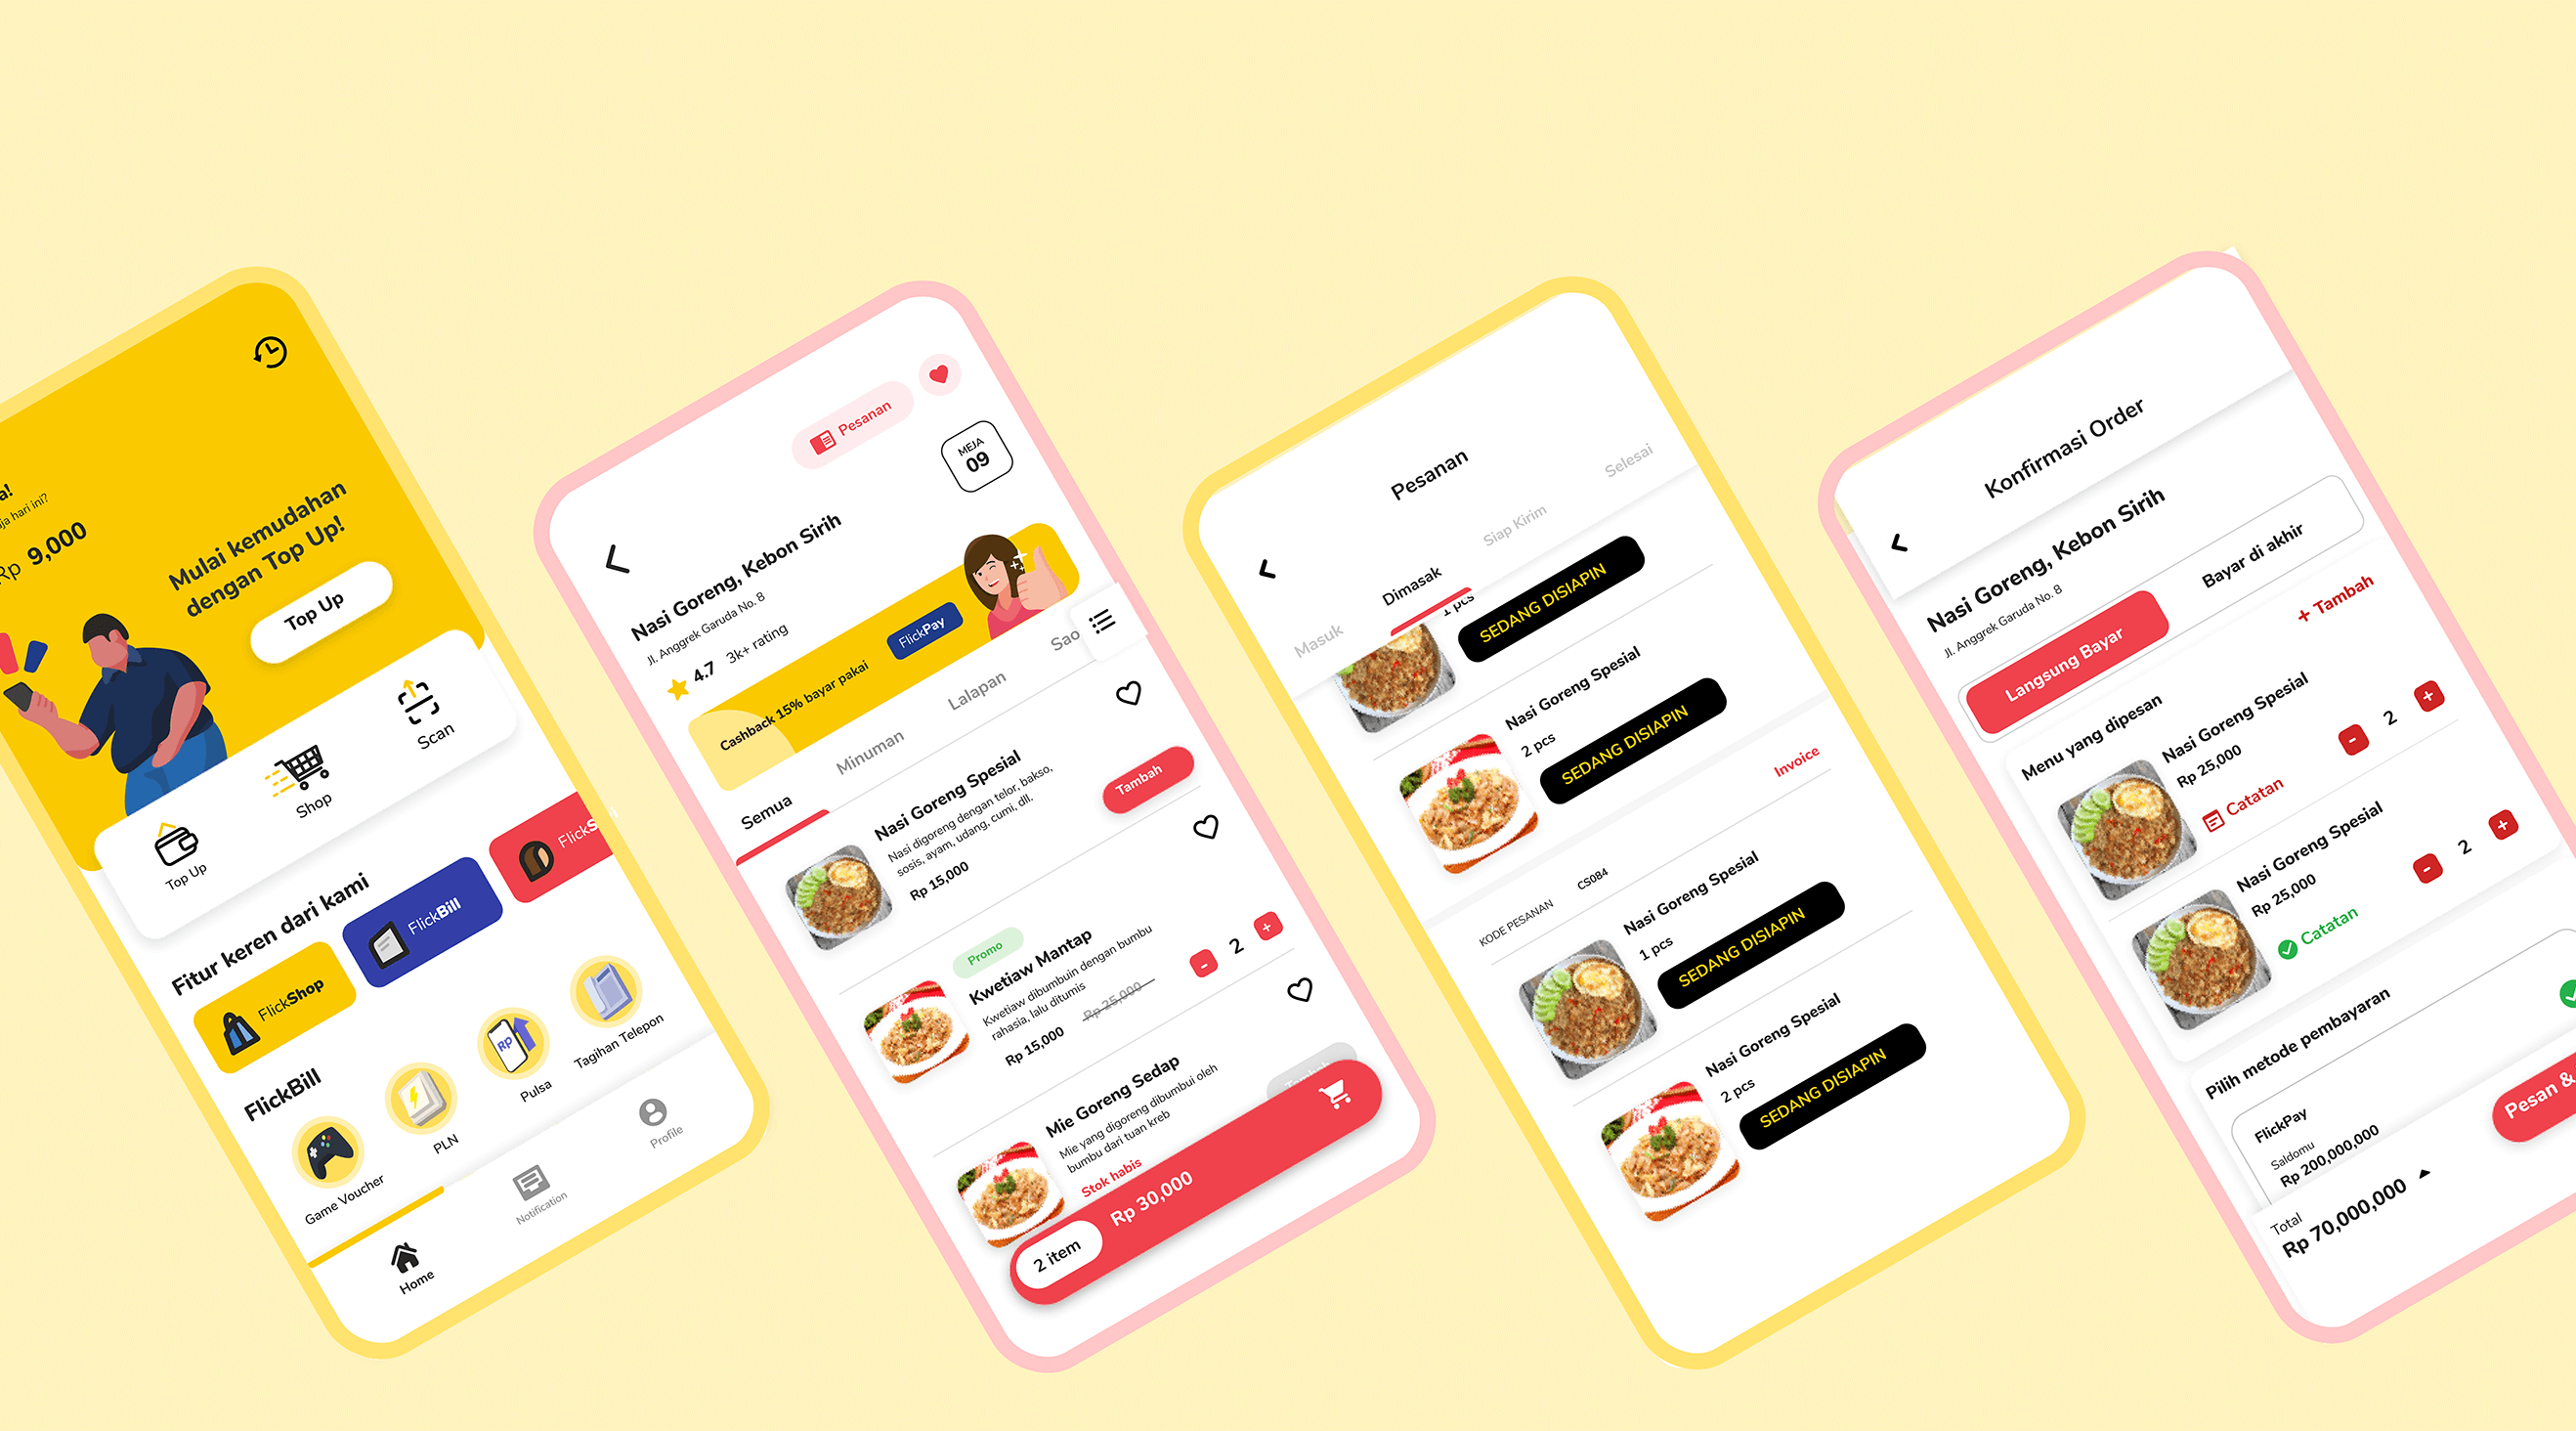 a!
ja hari ini?
Rp 9,000
Mulai kemudahan
dengan Top Up!
Top Up
Top Up
Shop
Scan
Fitur keren dari kami
FlickShop
FlickBill
FlickS
FlickBill
Game Voucher
PLN
Pulsa
RP
Tagihan Telepon
Home
Notification
Profile
Pesanan
MEJA
09
Nasi Goreng, Kebon Sirih
Jl. Anggrek Garuda No. 8
4.7 3k+ rating
Cashback 15% bayar pakai
FlickPay
Semua
Minuman
Lalapan
Sao
Nasi Goreng Spesial
Nasi digoreng dengan telor, bakso,
sosis, ayam, udang, cumi, dll.
Rp 15,000
Tambah
Promo
Kwetiaw Mantap
Kwetiaw dibumbuin dengan bumbu
rahasia, lalu ditumis
Rp 15,000 Rp 25,000
- 2 +
Mie Goreng Sedap
Mie yang digoreng dibumbui oleh
bumbu dari tuan kreb
Stok habis
2 item
Rp 30,000
Pesanan
Masuk
Dimasak
Siap Kirim
Selesai
1 pcs
SEDANG DISIAPIN
Nasi Goreng Spesial
2 pcs
SEDANG DISIAPIN
Invoice
KODE PESANAN
CS084
Nasi Goreng Spesial
1 pcs
SEDANG DISIAPIN
Nasi Goreng Spesial
2 pcs
SEDANG DISIAPIN
Konfirmasi Order
Nasi Goreng, Kebon Sirih
Jl. Anggrek Garuda No. 8
Langsung Bayar
Bayar di akhir
Menu yang dipesan
+ Tambah
Nasi Goreng Spesial
Rp 25,000
Catatan
- 2 +
Nasi Goreng Spesial
Rp 25,000
Catatan
- 2 +
Pilih metode pembayaran
FlickPay
Saldomu
Rp 200,000,000
Total
Rp 70,000,000
Pesan &